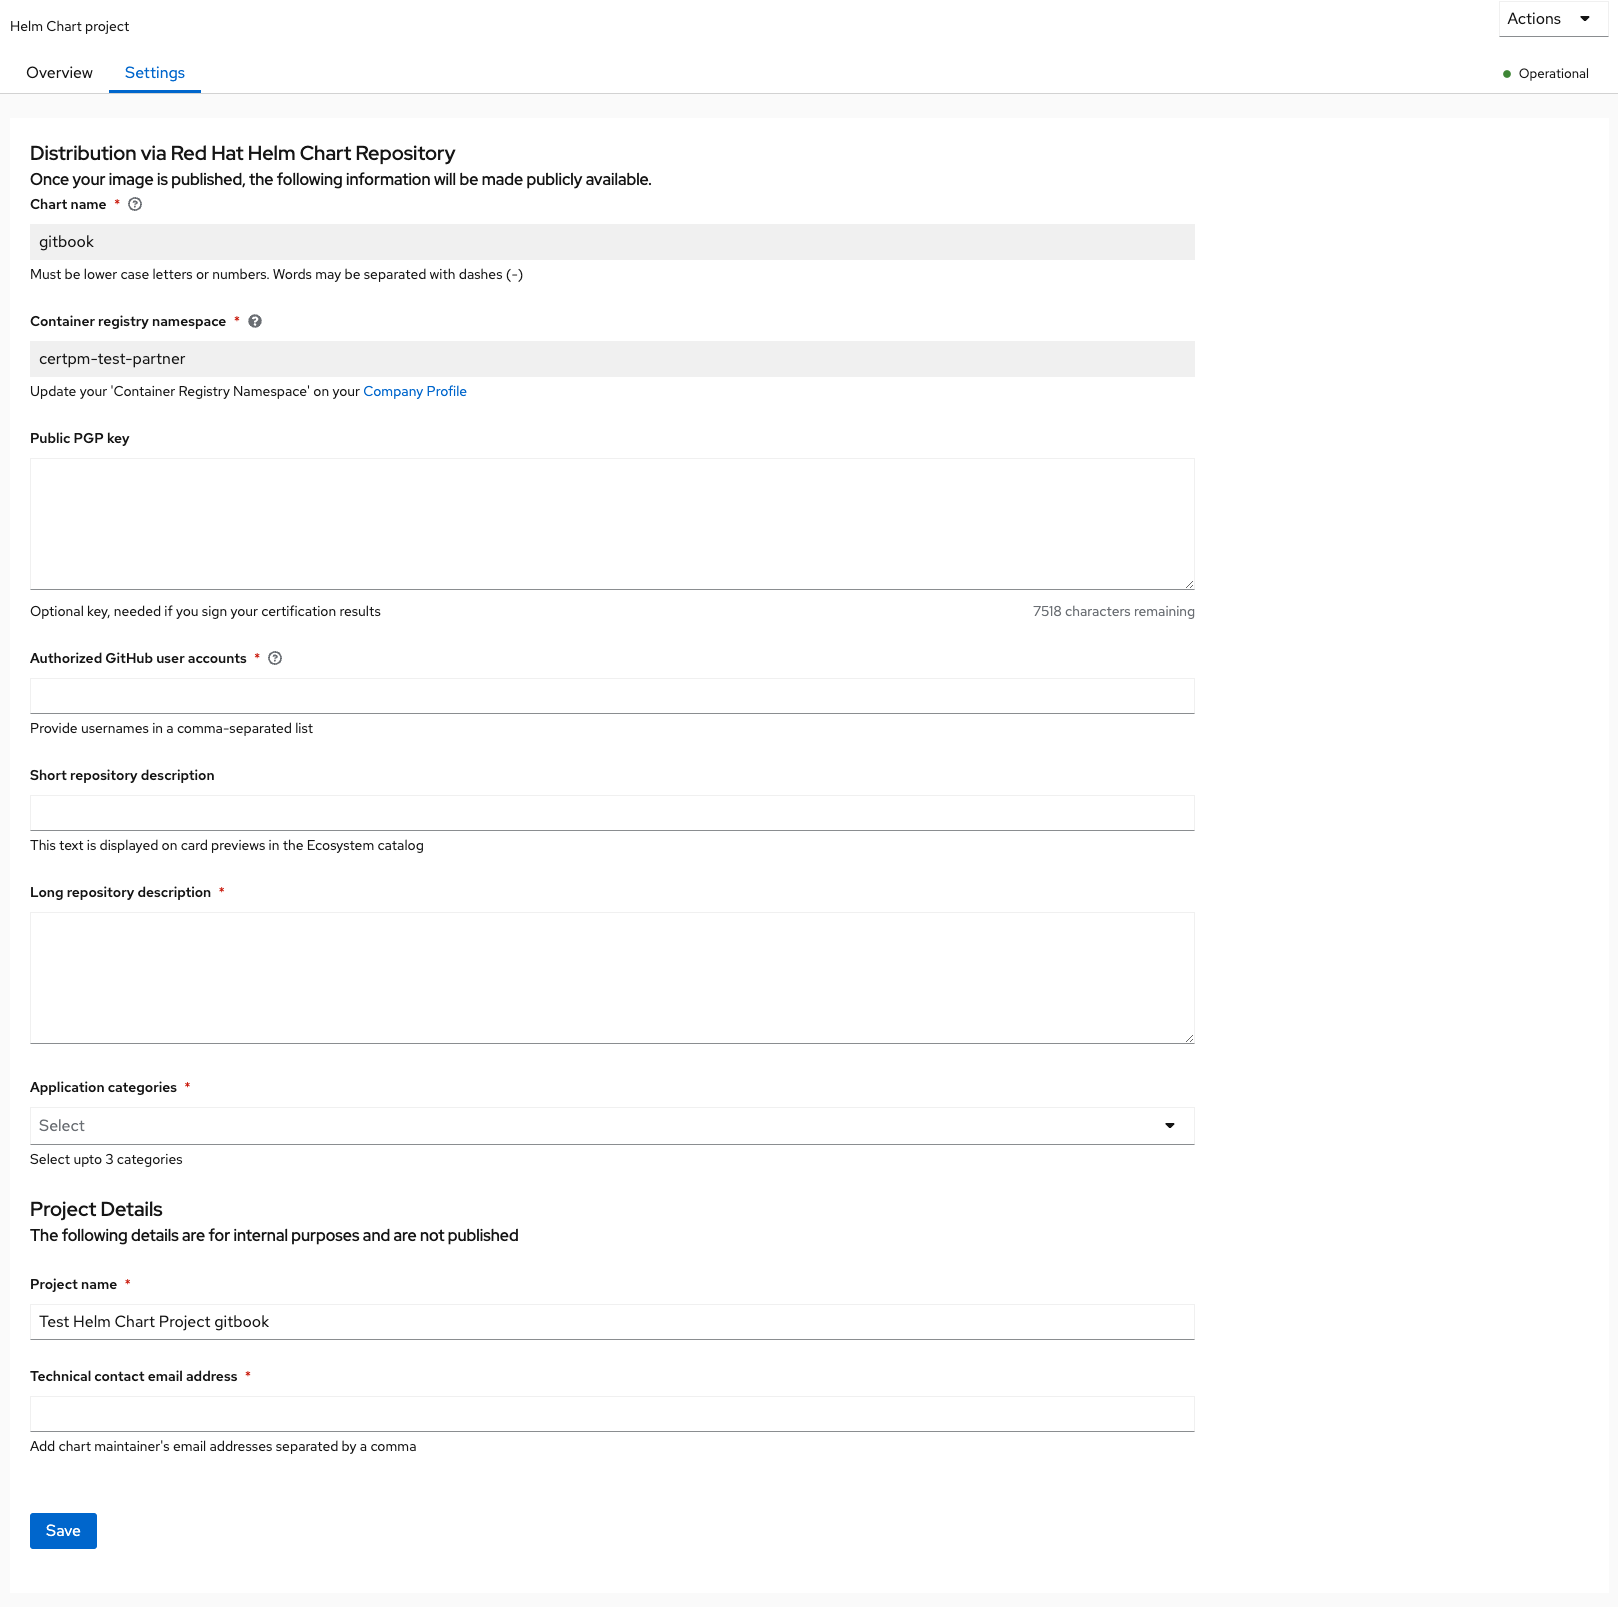 Helm Chart project
Actions
Overview
Settings
Operational
Distribution via Red Hat Helm Chart Repository
Once your image is published, the following information will be made publicly available.
Chart name *
gitbook
Must be lower case letters or numbers. Words may be separated with dashes (-)
Container registry namespace *
certpm-test-partner
Update your 'Container Registry Namespace' on your Company Profile
Public PGP key
Optional key, needed if you sign your certification results
7518 characters remaining
Authorized GitHub user accounts *
Provide usernames in a comma-separated list
Short repository description
This text is displayed on card previews in the Ecosystem catalog
Long repository description *
Application categories *
Select
Select upto 3 categories
Project Details
The following details are for internal purposes and are not published
Project name *
Test Helm Chart Project gitbook
Technical contact email address *
Add chart maintainer's email addresses separated by a comma
Save